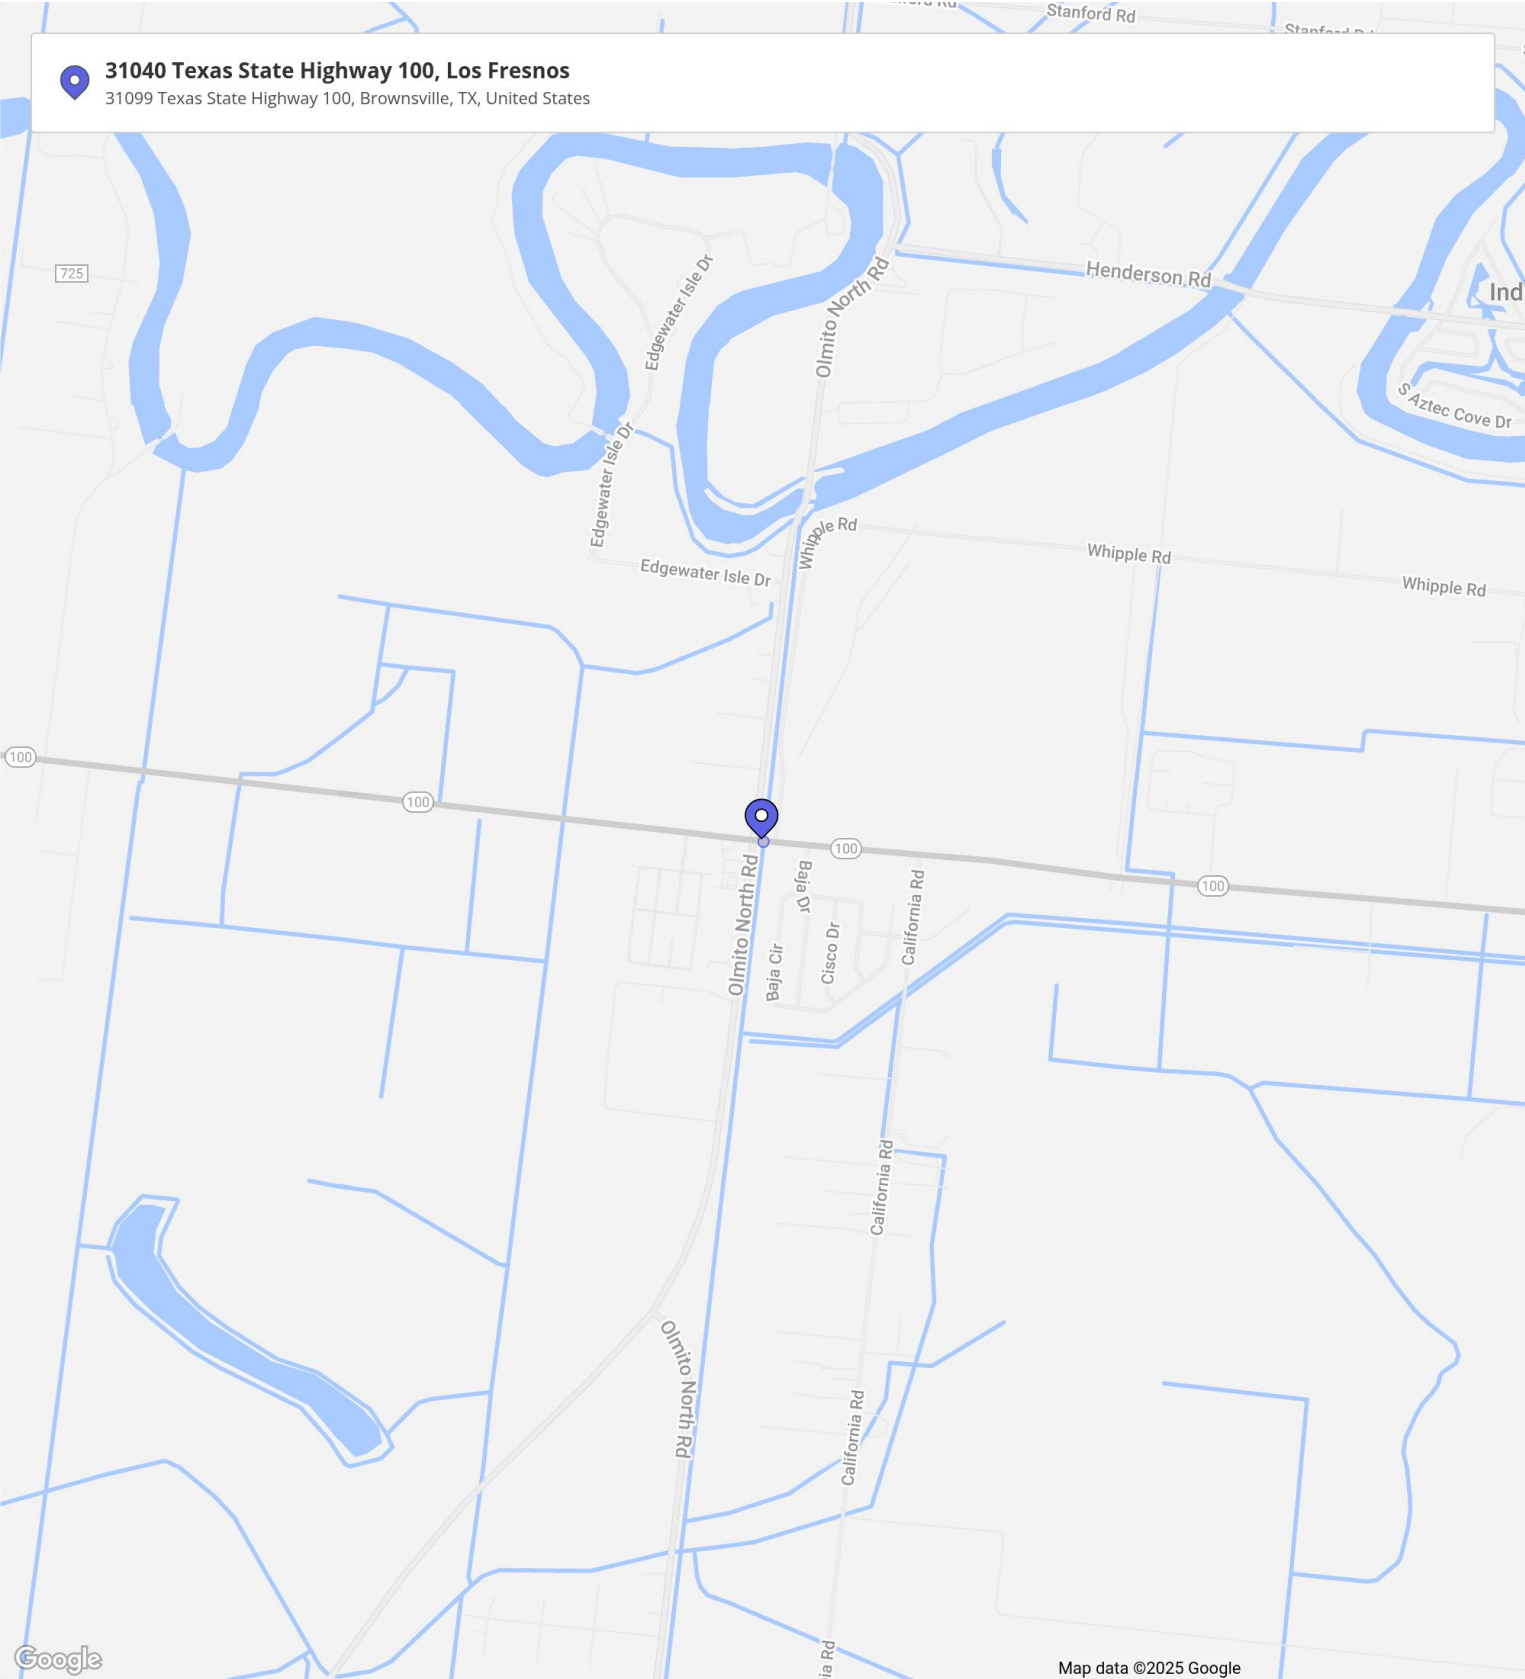 Stanford Rd
31040 Texas State Highway 100, Los Fresnos
31099 Texas State Highway 100, Brownsville, TX, United States
725
Henderson Rd
Olmito North Rd
Edgewater Isle Dr
Ind
S Aztec Cove Dr
Edgewater Isle Dr
Whipple Rd
Whipple Rd
Edgewater Isle Dr
Whipple Rd
100
100
100
100
Olmito North Rd
Baja Dr
California Rd
Cisco Dr
Baja Cir
California Rd
Olmito North Rd
California Rd
ia Rd
Google
Map data ©2025 Google